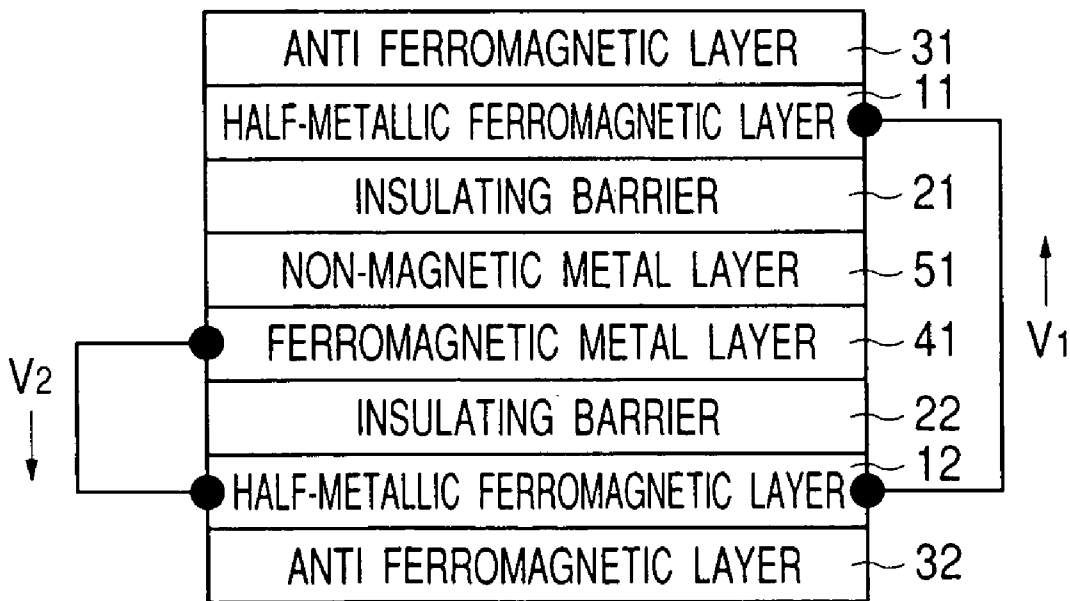 ANTI FERROMAGNETIC LAYER 31
HALF-METALLIC FERROMAGNETIC LAYER 11
INSULATING BARRIER 21
NON-MAGNETIC METAL LAYER 51
FERROMAGNETIC METAL LAYER 41
INSULATING BARRIER 22
HALF-METALLIC FERROMAGNETIC LAYER 12
ANTI FERROMAGNETIC LAYER 32
V2
V1